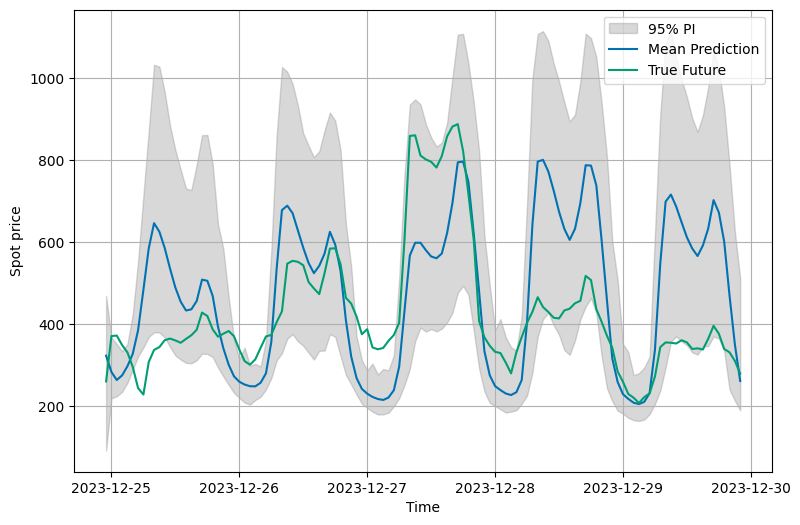 95% PI
Mean Prediction
True Future
1000
800
600
400
200
Spot price
2023-12-25
2023-12-26
2023-12-27
2023-12-28
2023-12-29
2023-12-30
Time